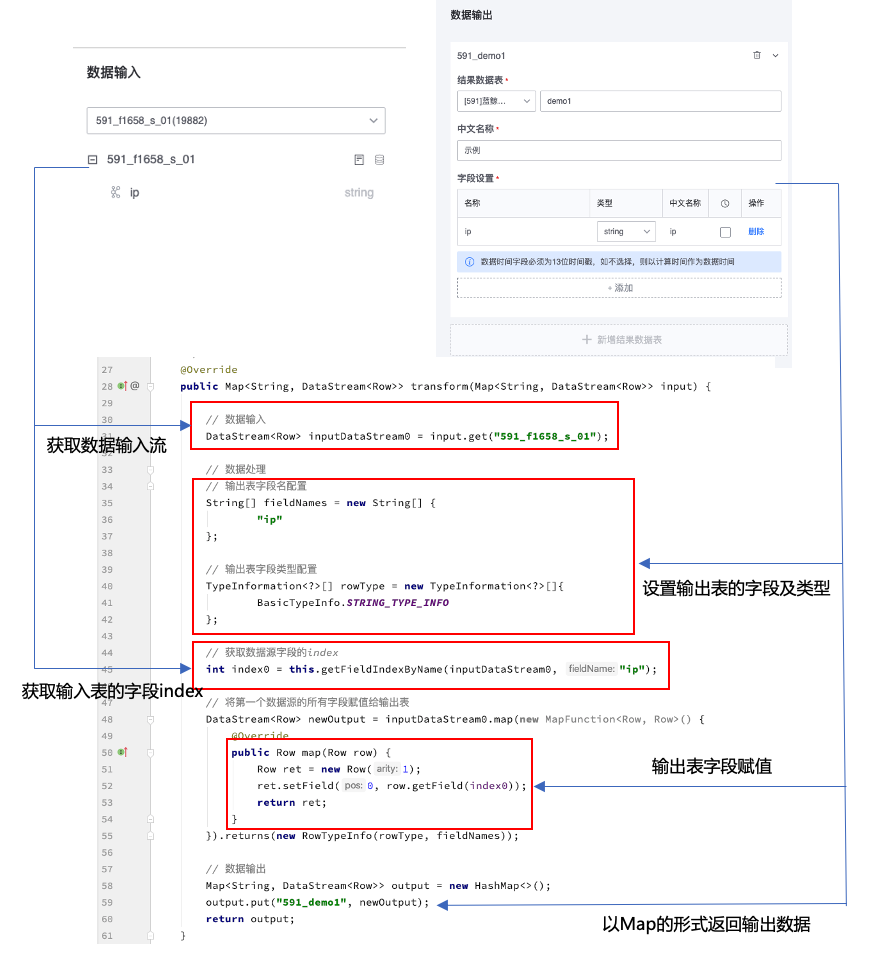 数据输入
591_f1658_s_01(19882)
591_f1658_s_01
ip string
数据输出
591_demo1
结果数据表*
[591]蓝鲸... demo1
中文名称*
示例
字段设置*
名称 类型 中文名称 操作
ip string ip 删除
数据时间字段必须为13位时间戳，如不选择，则以计算时间作为数据时间
+ 添加
+ 新增结果数据表
27 @Override
28 public Map<String, DataStream<Row>> transform(Map<String, DataStream<Row>> input) {
29
30 // 数据输入
DataStream<Row> inputDataStream0 = input.get("591_f1658_s_01");
获取数据输入流
33 // 数据处理
34 // 输出表字段名配置
35 String[] fieldNames = new String[] {
36 "ip"
37 };
38
39 // 输出表字段类型配置
40 TypeInformation<?>[] rowType = new TypeInformation<?>[]{
41 BasicTypeInfo.STRING_TYPE_INFO
42 };
43
设置输出表的字段及类型
44 // 获取数据源字段的index
45 int index0 = this.getFieldIndexByName(inputDataStream0, fieldName: "ip");
获取输入表的字段index
47 // 将第一个数据源的所有字段赋值给输出表
48 DataStream<Row> newOutput = inputDataStream0.map(new MapFunction<Row, Row>() {
49 @Override
50 public Row map(Row row) {
51 Row ret = new Row( arity: 1);
52 ret.setField( pos: 0, row.getField(index0));
53 return ret;
54 }
55 }).returns(new RowTypeInfo(rowType, fieldNames));
输出表字段赋值
56
57 // 数据输出
58 Map<String, DataStream<Row>> output = new HashMap<>();
59 output.put("591_demo1", newOutput);
60 return output;
61 }
以Map的形式返回输出数据